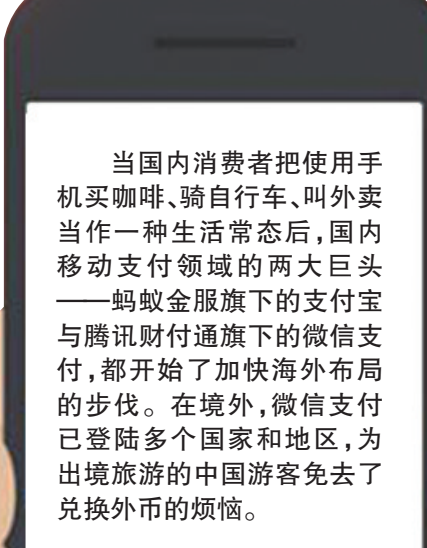 当国内消费者把使用手
机买咖啡、骑自行车、叫外卖
当作一种生活常态后,国内
移动支付领域的两大巨头
——蚂蚁金服旗下的支付宝
与腾讯财付通旗下的微信支
付,都开始了加快海外布局
的步伐。在境外,微信支付
已登陆多个国家和地区,为
出境旅游的中国游客免去了
兑换外币的烦恼。